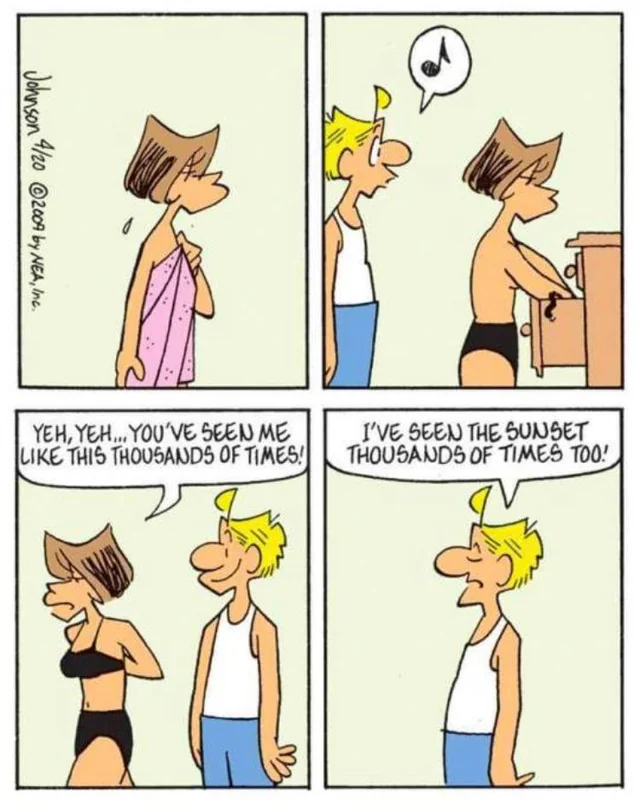 Johnson 4/20 ©2009 by NEA, Inc.
YEH, YEH...YOU'VE SEEN ME
LIKE THIS THOUSANDS OF TIMES!
I'VE SEEN THE SUNSET
THOUSANDS OF TIMES TOO!